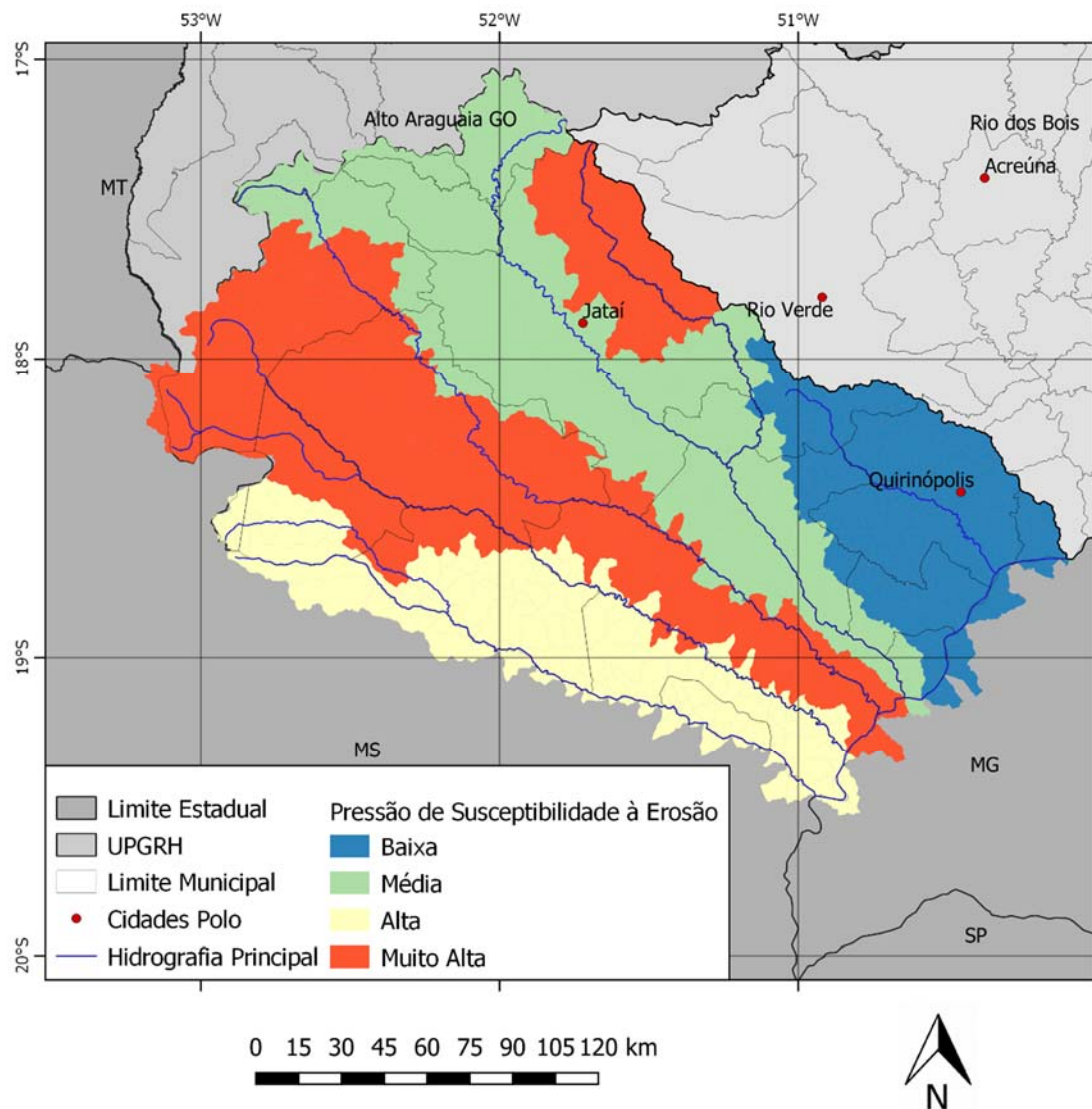 53°W 52°W 51°W
17°S
Alto Araguaia GO
Rio dos Bois
Acreúna
MT
Jataí
Rio Verde
18°S
Quirinópolis
19°S
MS
MG
Limite Estadual
UPGRH
Limite Municipal
Cidades Polo
Hidrografia Principal
Pressão de Susceptibilidade à Erosão
Baixa
Média
Alta
Muito Alta
SP
20°S
0 15 30 45 60 75 90 105 120 km
N